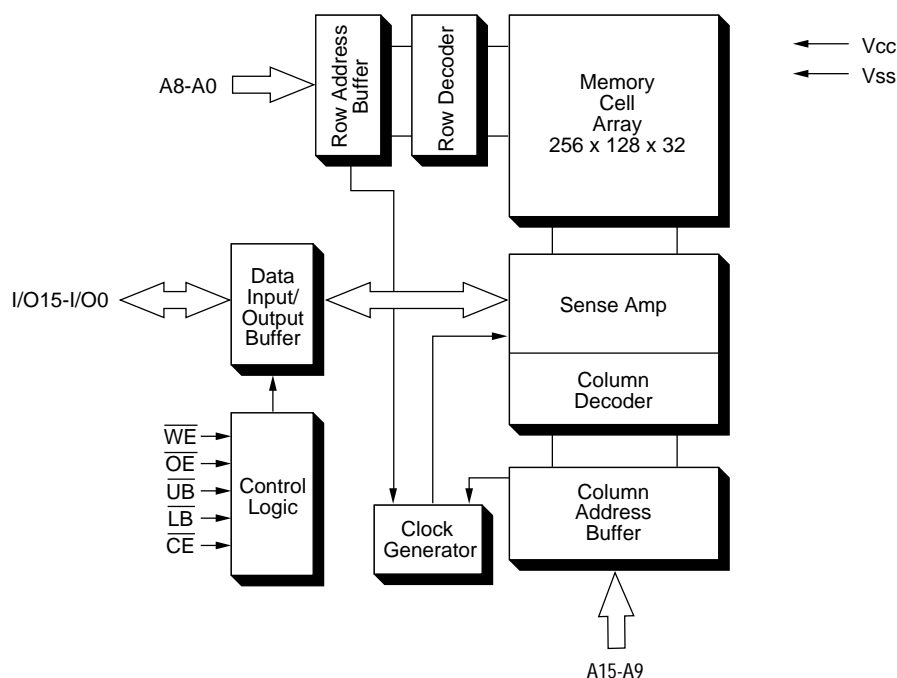 A8-A0
Row Address
Buffer
Row Decoder
Memory
Cell
Array
256 x 128 x 32
Vcc
Vss
I/O15-I/O0
Data
Input/
Output
Buffer
Sense Amp
Column
Decoder
WE
OE
UB
LB
CE
Control
Logic
Clock
Generator
Column
Address
Buffer
A15-A9